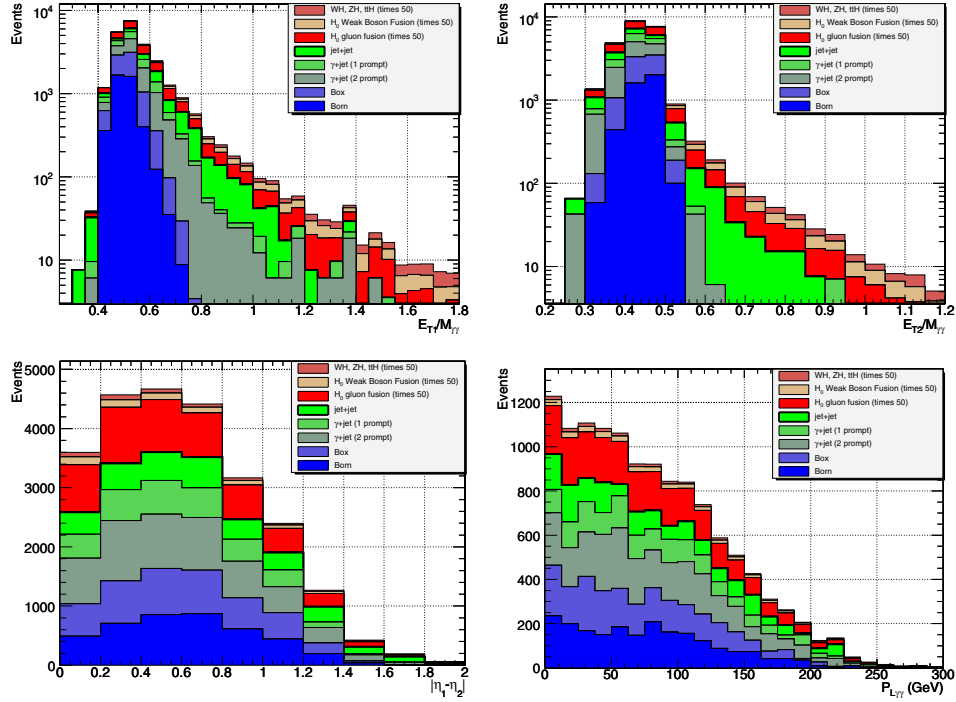 Events
WH, ZH, ttH (times 50)
H₀ Weak Boson Fusion (times 50)
H₀ gluon fusion (times 50)
jet+jet
γ+jet (1 prompt)
γ+jet (2 prompt)
Box
Born
10⁴
10³
10²
10
0.4 0.6 0.8 1.0 1.2 1.4 1.6 1.8
E_T1/M_γγ
Events
WH, ZH, ttH (times 50)
H₀ Weak Boson Fusion (times 50)
H₀ gluon fusion (times 50)
jet+jet
γ+jet (1 prompt)
γ+jet (2 prompt)
Box
Born
10⁴
10³
10²
10
0.2 0.3 0.4 0.5 0.6 0.7 0.8 0.9 1.0 1.1 1.2
E_T2/M_γγ
Events
WH, ZH, ttH (times 50)
H₀ Weak Boson Fusion (times 50)
H₀ gluon fusion (times 50)
jet+jet
γ+jet (1 prompt)
γ+jet (2 prompt)
Box
Born
5000
4000
3000
2000
1000
0
0 0.2 0.4 0.6 0.8 1 1.2 1.4 1.6 1.8 2
|η₁-η₂|
Events
WH, ZH, ttH (times 50)
H₀ Weak Boson Fusion (times 50)
H₀ gluon fusion (times 50)
jet+jet
γ+jet (1 prompt)
γ+jet (2 prompt)
Box
Born
1200
1000
800
600
400
200
0
0 50 100 150 200 250 300
P_Lγγ (GeV)